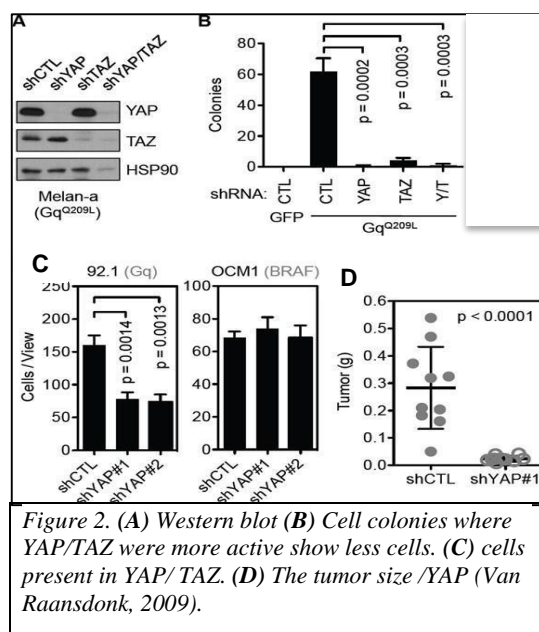 A
shCTL
shYAP
shTAZ
shYAP/TAZ
YAP
TAZ
HSP90
Melan-a
(GqQ209L)
B
Colonies
80
60
40
20
0
p = 0.0002
p = 0.0003
p = 0.0003
shRNA:
CTL
CTL
YAP
TAZ
Y/T
GFP
GqQ209L
C
92.1 (Gq)
Cells / View
200
150
100
50
0
p = 0.0014
p = 0.0013
shCTL
shYAP#1
shYAP#2
OCM1 (BRAF)
100
80
60
40
20
0
shCTL
shYAP#1
shYAP#2
D
p < 0.0001
Tumor (g)
0.6
0.5
0.4
0.3
0.2
0.1
0.0
shCTL
shYAP#1
Figure 2. (A) Western blot (B) Cell colonies where
YAP/TAZ were more active show less cells. (C) cells
present in YAP/ TAZ. (D) The tumor size /YAP (Van
Raansdonk, 2009).